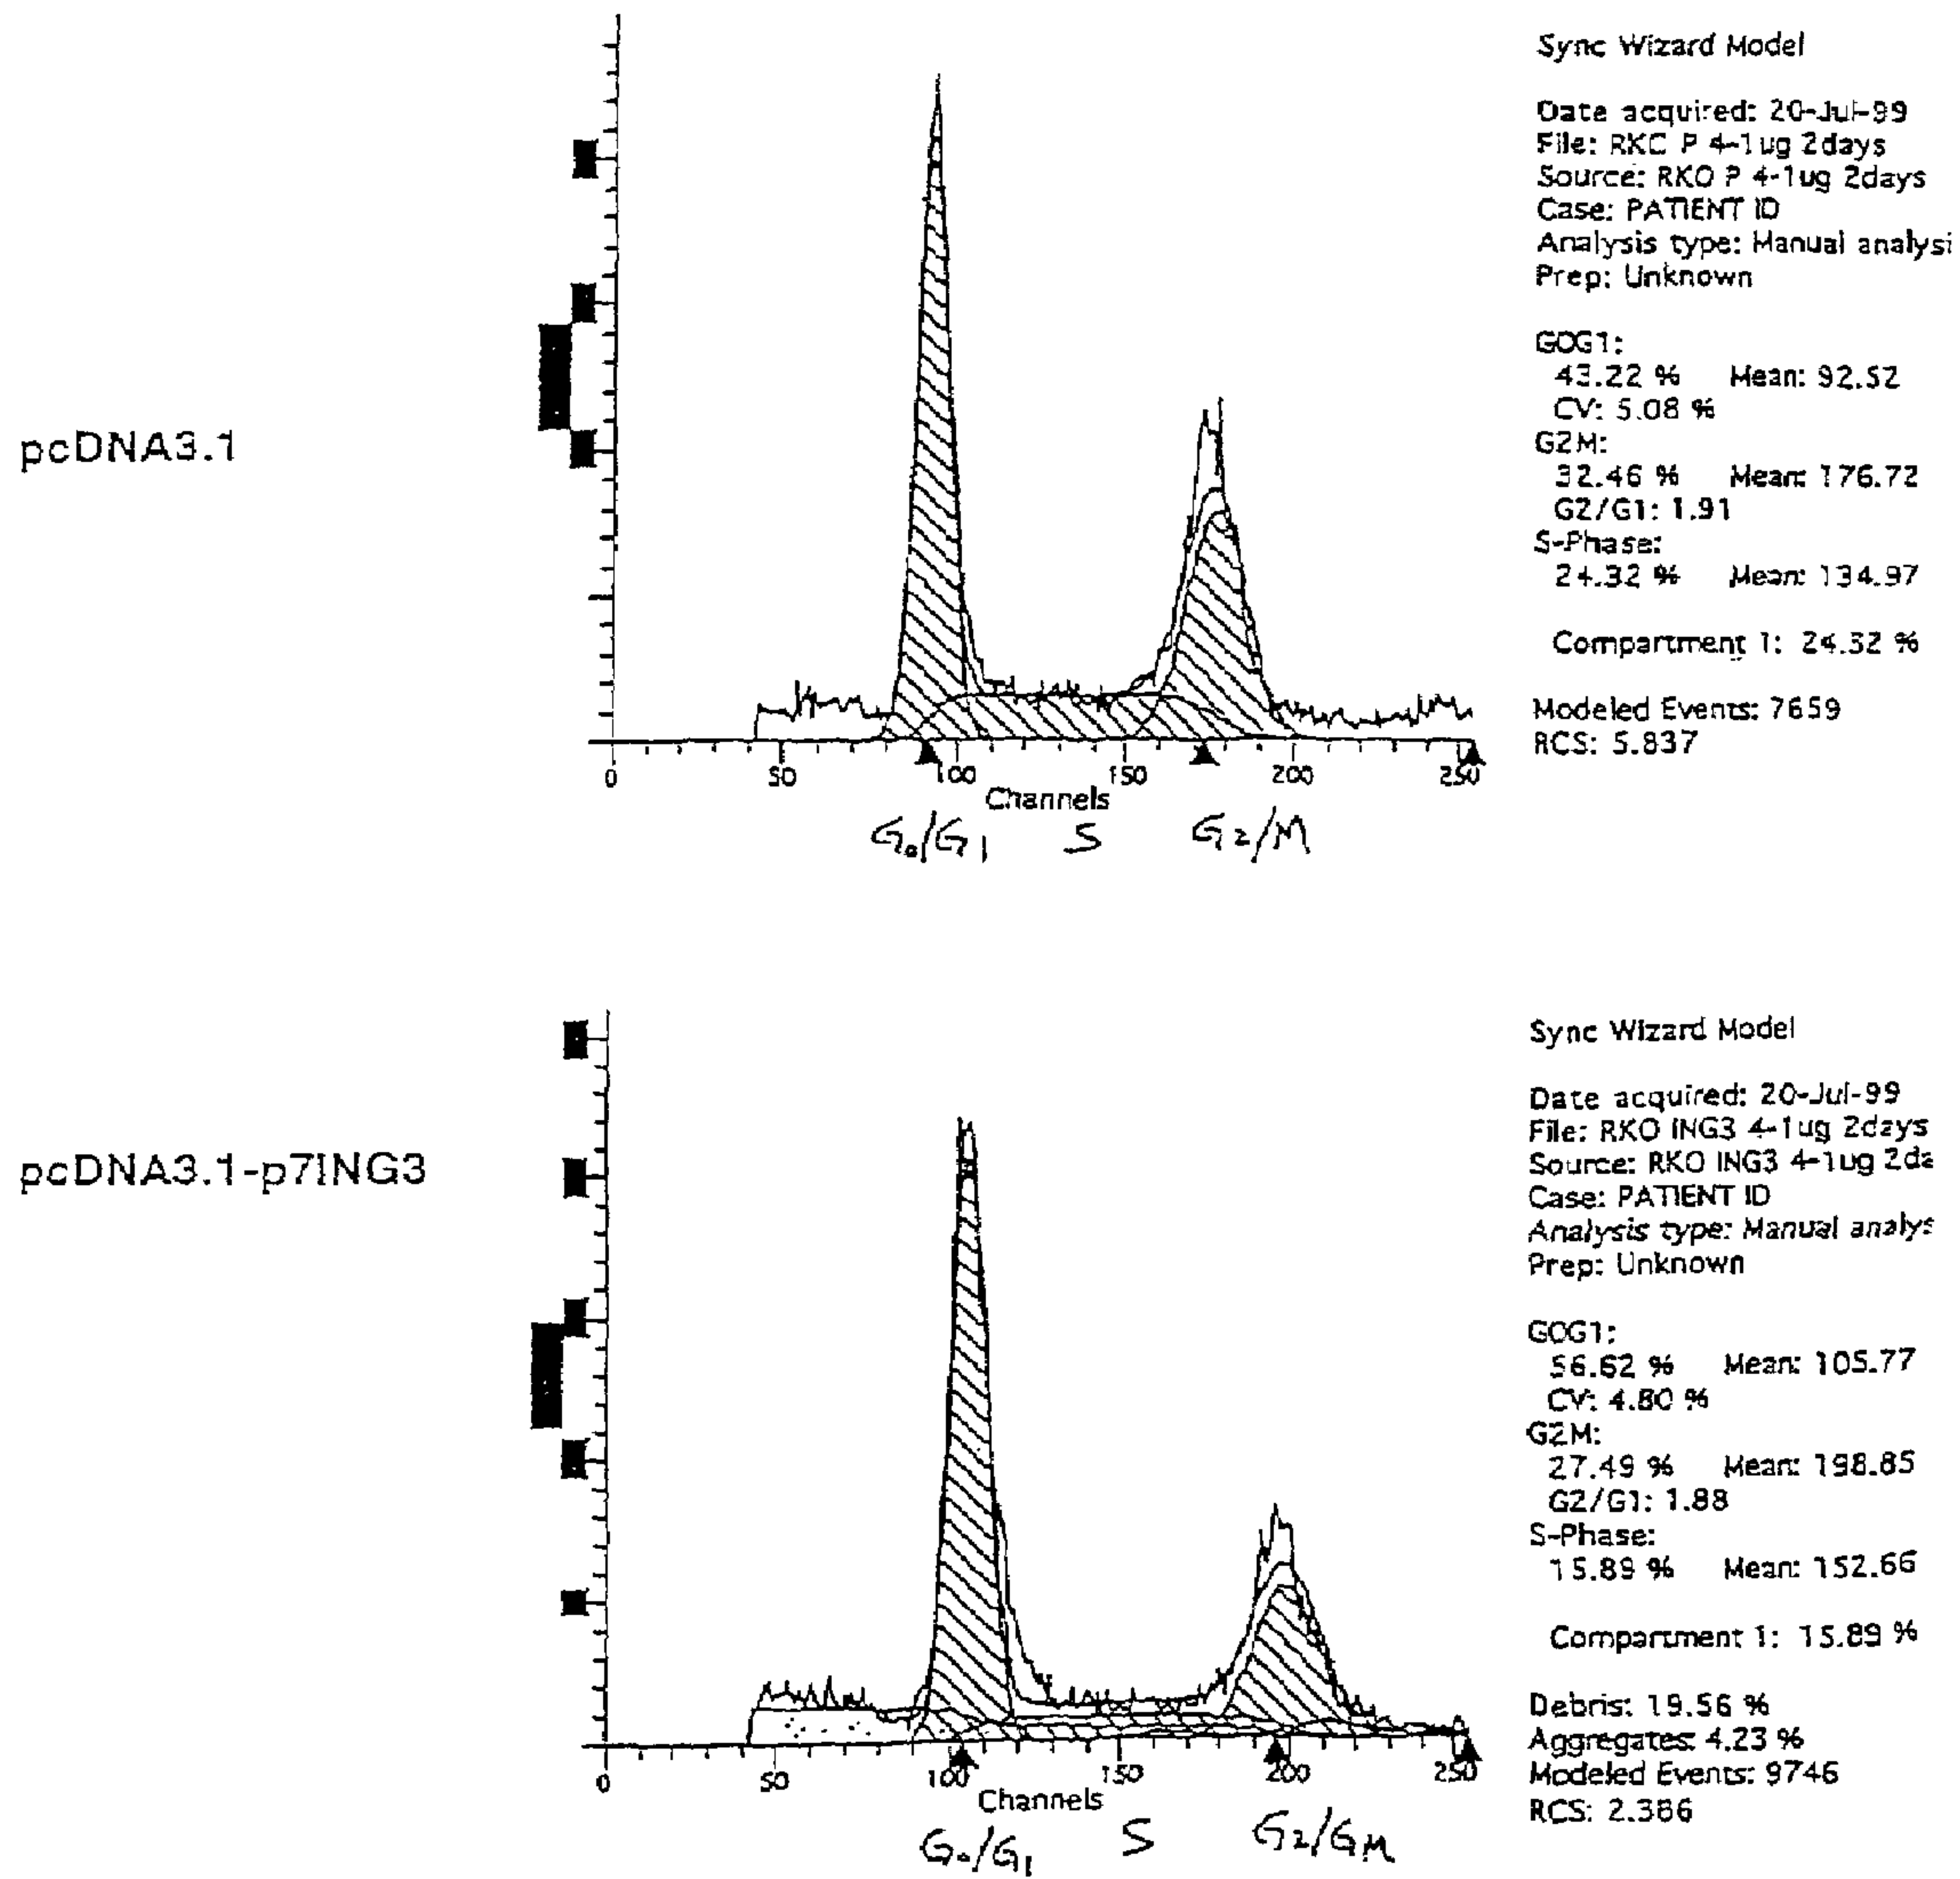 pcDNA3.1
Sync Wizard Model
Date acquired: 20-Jul-99
File: RKC P 4-1ug 2days
Source: RKO P 4-1ug 2days
Case: PATIENT ID
Analysis type: Manual analysi
Prep: Unknown
G0G1:
43.22 % Mean: 92.52
CV: 5.08 %
G2M:
32.46 % Mean: 176.72
G2/G1: 1.91
S-Phase:
24.32 % Mean: 134.97
Compartment 1: 24.32 %
Modeled Events: 7659
RCS: 5.837
0 50 100 150 200 250
Channels
G0/G1 S G2/M
pcDNA3.1-p7ING3
Sync Wizard Model
Date acquired: 20-Jul-99
File: RKO ING3 4-1ug 2days
Source: RKO ING3 4-1ug 2da
Case: PATIENT ID
Analysis type: Manual analys
Prep: Unknown
G0G1:
56.62 % Mean: 105.77
CV: 4.80 %
G2M:
27.49 % Mean: 198.85
G2/G1: 1.88
S-Phase:
15.89 % Mean: 152.66
Compartment 1: 15.89 %
Debris: 19.56 %
Aggregates: 4.23 %
Modeled Events: 9746
RCS: 2.386
0 50 100 150 200 250
Channels
G0/G1 S G2/GM